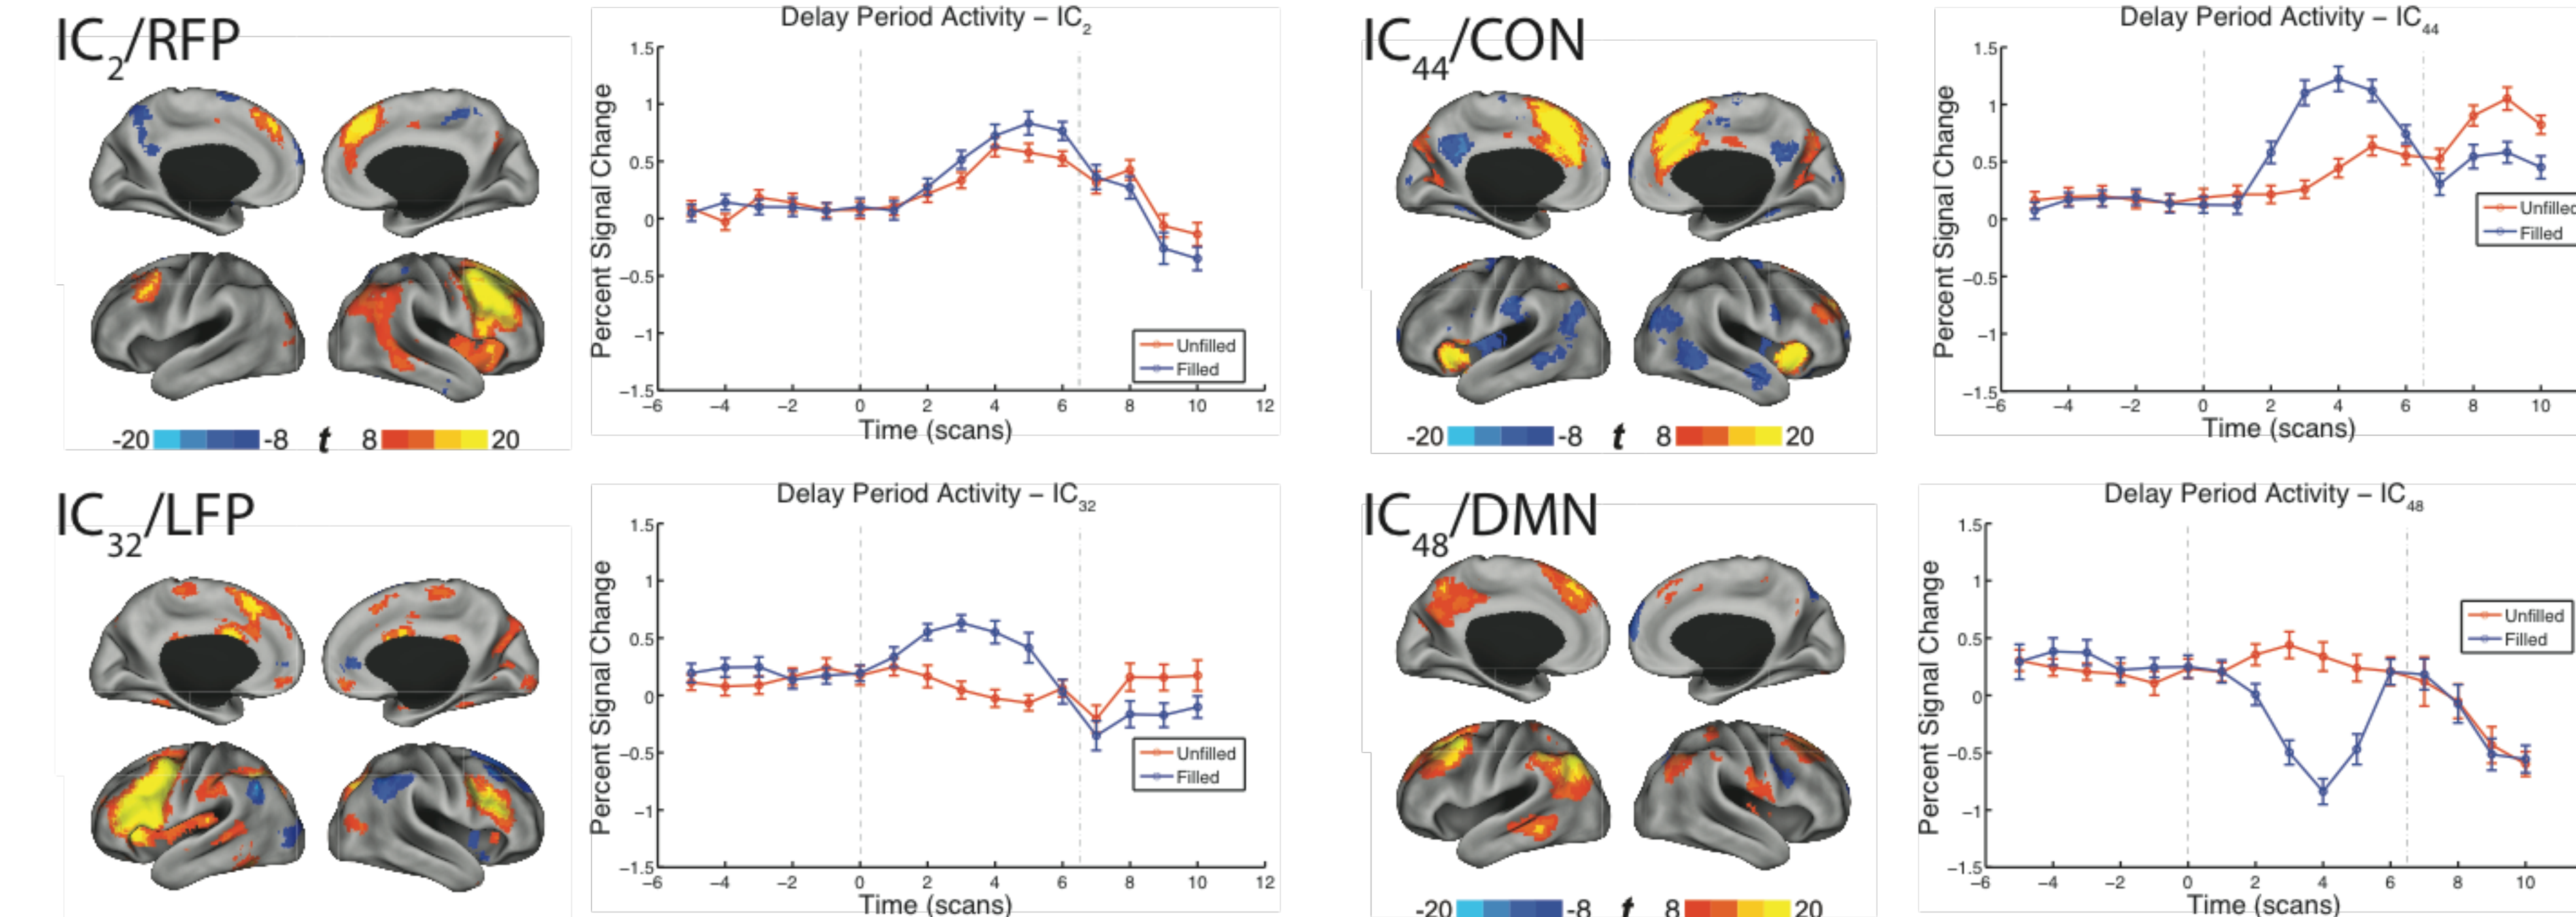 IC2/RFP
Delay Period Activity – IC2
Percent Signal Change
1.5
1
0.5
0
−0.5
−1
−1.5
−6 −4 −2 0 2 4 6 8 10 12
Time (scans)
Unfilled
Filled
-20 -8 t 8 20
IC44/CON
Delay Period Activity – IC44
Percent Signal Change
1.5
1
0.5
0
−0.5
−1
−1.5
−6 −4 −2 0 2 4 6 8 10
Time (scans)
Unfilled
Filled
-20 -8 t 8 20
IC32/LFP
Delay Period Activity – IC32
Percent Signal Change
1.5
1
0.5
0
−0.5
−1
−1.5
−6 −4 −2 0 2 4 6 8 10 12
Time (scans)
Unfilled
Filled
IC48/DMN
Delay Period Activity – IC48
Percent Signal Change
1.5
1
0.5
0
−0.5
−1
−1.5
−6 −4 −2 0 2 4 6 8 10
Time (scans)
Unfilled
Filled
-20 -8 t 8 20